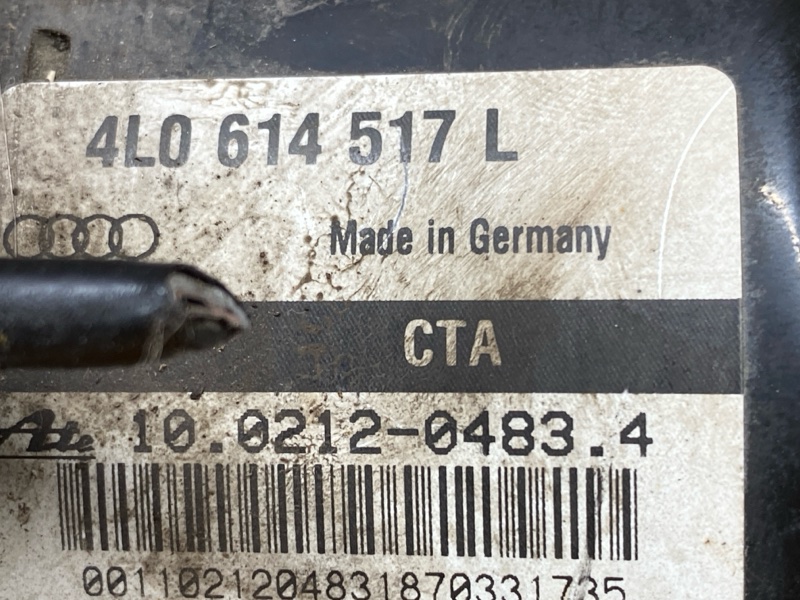 4L0 614 517 L
Made in Germany
CTA
Ate 10.0212-0483.4
00110212048318703317​35